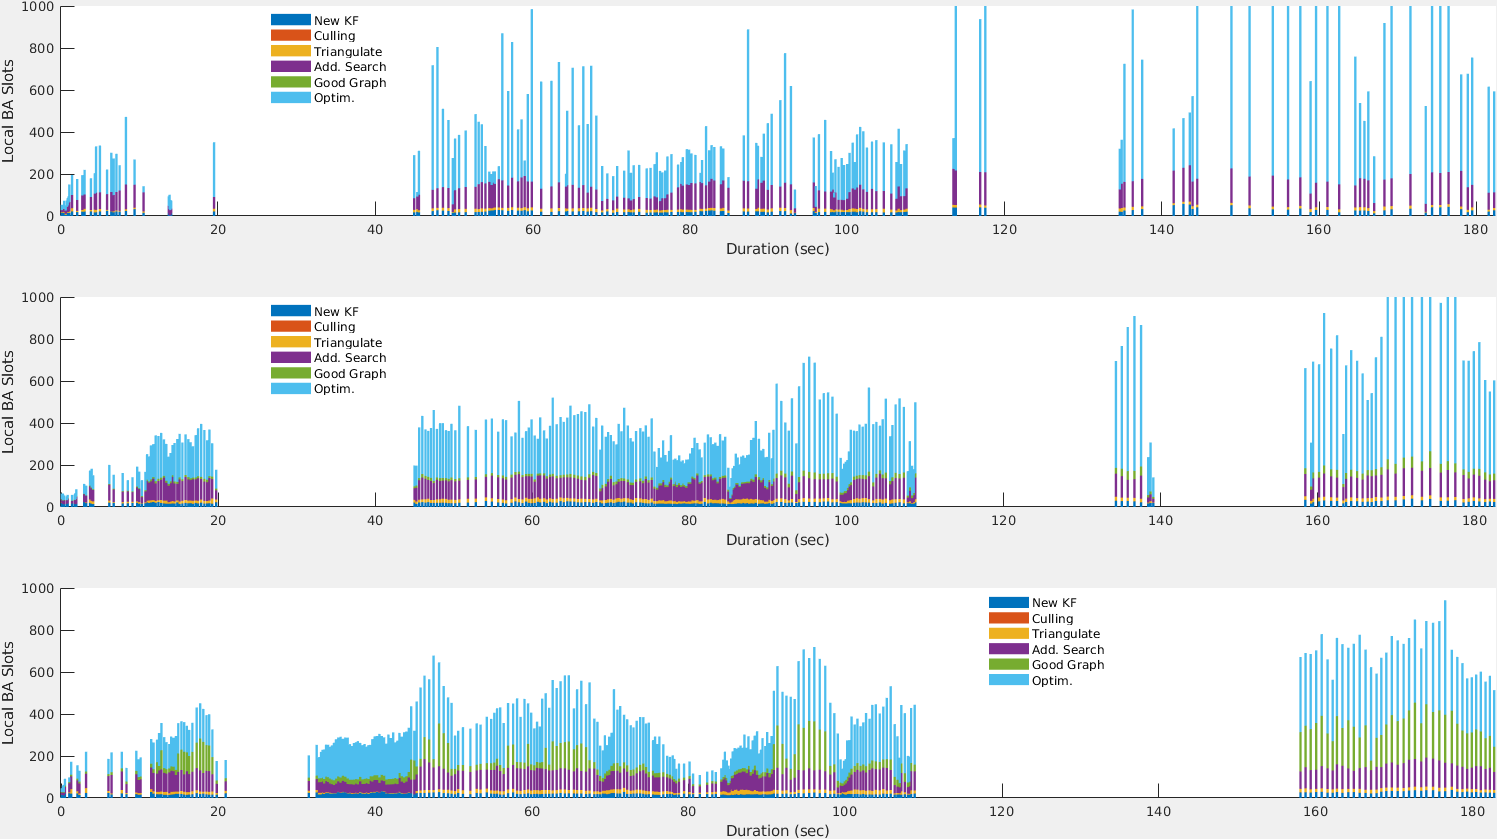 1000
800
600
400
200
0
Local BA Slots
New KF
Culling
Triangulate
Add. Search
Good Graph
Optim.
0 20 40 60 80 100 120 140 160 180
Duration (sec)
1000
800
600
400
200
0
Local BA Slots
New KF
Culling
Triangulate
Add. Search
Good Graph
Optim.
0 20 40 60 80 100 120 140 160 180
Duration (sec)
1000
800
600
400
200
0
Local BA Slots
New KF
Culling
Triangulate
Add. Search
Good Graph
Optim.
0 20 40 60 80 100 120 140 160 180
Duration (sec)